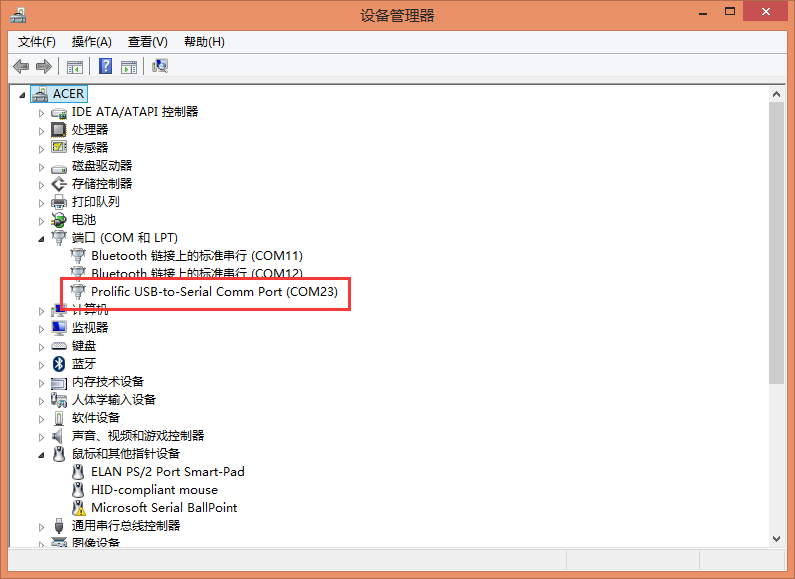 设备管理器
文件(F) 操作(A) 查看(V) 帮助(H)
ACER
IDE ATA/ATAPI 控制器
处理器
传感器
磁盘驱动器
存储控制器
打印队列
电池
端口 (COM 和 LPT)
Bluetooth 链接上的标准串行 (COM11)
Bluetooth 链接上的标准串行 (COM12)
Prolific USB-to-Serial Comm Port (COM23)
计算机
监视器
键盘
蓝牙
内存技术设备
人体学输入设备
软件设备
声音、视频和游戏控制器
鼠标和其他指针设备
ELAN PS/2 Port Smart-Pad
HID-compliant mouse
Microsoft Serial BallPoint
通用串行总线控制器
图像设备